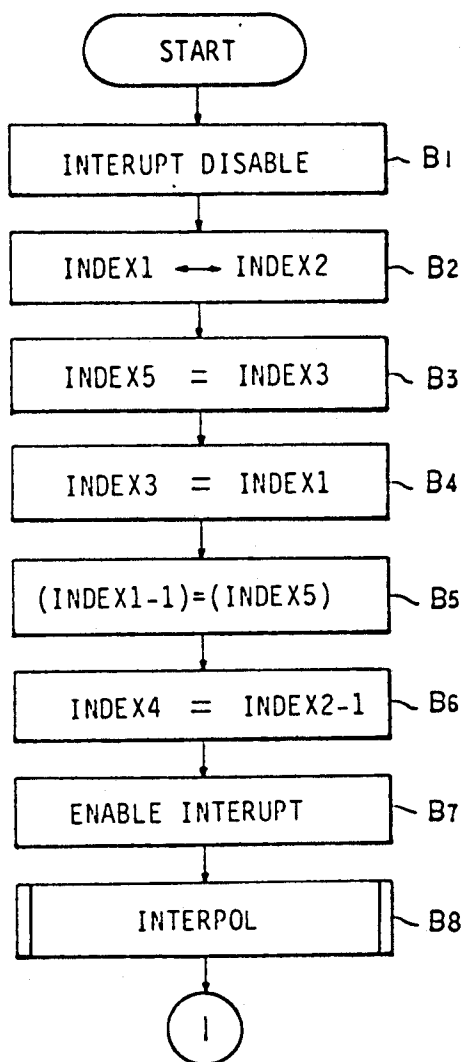 START
INTERUPT DISABLE B1
INDEX1 ↔ INDEX2 B2
INDEX5 = INDEX3 B3
INDEX3 = INDEX1 B4
(INDEX1-1)=(INDEX5) B5
INDEX4 = INDEX2-1 B6
ENABLE INTERUPT B7
INTERPOL B8
1